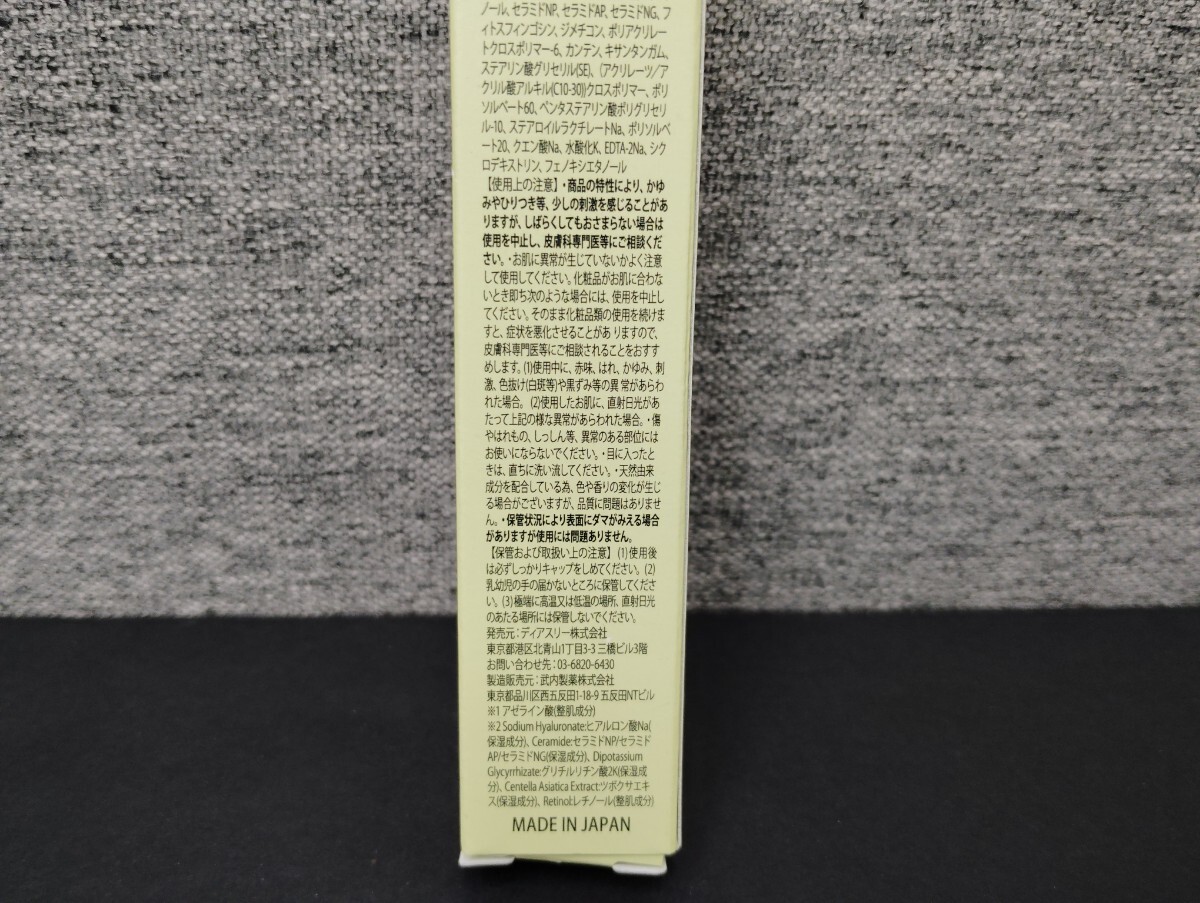 ノール、セラミドNP、セラミドAP、セラミドNG、フ
ィトスフィンゴシン、ジメチコン、ポリアクリレー
トクロスポリマー-6、カンテン、キサンタンガム、
ステアリン酸グリセリル(SE)、(アクリレーツ/ア
クリル酸アルキル(C10-30))クロスポリマー、ポリ
ソルベート60、ペンタステアリン酸ポリグリセリ
ル-10、ステアロイルラクチレートNa、ポリソルベ
ート20、クエン酸Na、水酸化K、EDTA-2Na、シク
ロデキストリン、フェノキシエタノール
【使用上の注意】・商品の特性により、かゆ
みやひりつき等、少しの刺激を感じることがあ
りますが、しばらくしてもおさまらない場合は
使用を中止し、皮膚科専門医等にご相談くだ
さい。・お肌に異常が生じていないかよく注意
して使用してください。化粧品がお肌に合わな
いとき即ち次のような場合には、使用を中止し
てください。そのまま化粧品類の使用を続けま
すと、症状を悪化させることがありますので、
皮膚科専門医等にご相談されることをおすす
めします。(1)使用中に、赤味、はれ、かゆみ、刺
激、色抜け(白斑等)や黒ずみ等の異常があらわ
れた場合。(2)使用したお肌に、直射日光があ
たって上記の様な異常があらわれた場合。・傷
やはれもの、しっしん等、異常のある部位には
お使いにならないでください。・目に入ったと
きは、直ちに洗い流してください。・天然由来
成分を配合している為、色や香りの変化が生じ
る場合がございますが、品質に問題はありませ
ん。・保管状況により表面にダマがみえる場合
がありますが使用には問題ありません。
【保管および取扱い上の注意】(1)使用後
は必ずしっかりキャップをしめてください。(2)
乳幼児の手の届かないところに保管してくださ
い。(3)極端に高温又は低温の場所、直射日光
のあたる場所には保管しないでください。
発売元：ディアスリー株式会社
東京都港区北青山1丁目3-3 三橋ビル3階
お問い合わせ先：03-6820-6430
製造販売元：武内製薬株式会社
東京都品川区西五反田1-18-9 五反田NTビル
※1 アゼライン酸(整肌成分)
※2 Sodium Hyaluronate:ヒアルロン酸Na(
保湿成分)、Ceramide:セラミドNP/セラミド
AP/セラミドNG(保湿成分)、Dipotassium
Glycyrrhizate:グリチルリチン酸2K(保湿成
分)、Centella Asiatica Extract:ツボクサエキ
ス(保湿成分)、Retinol:レチノール(整肌成分)
MADE IN JAPAN